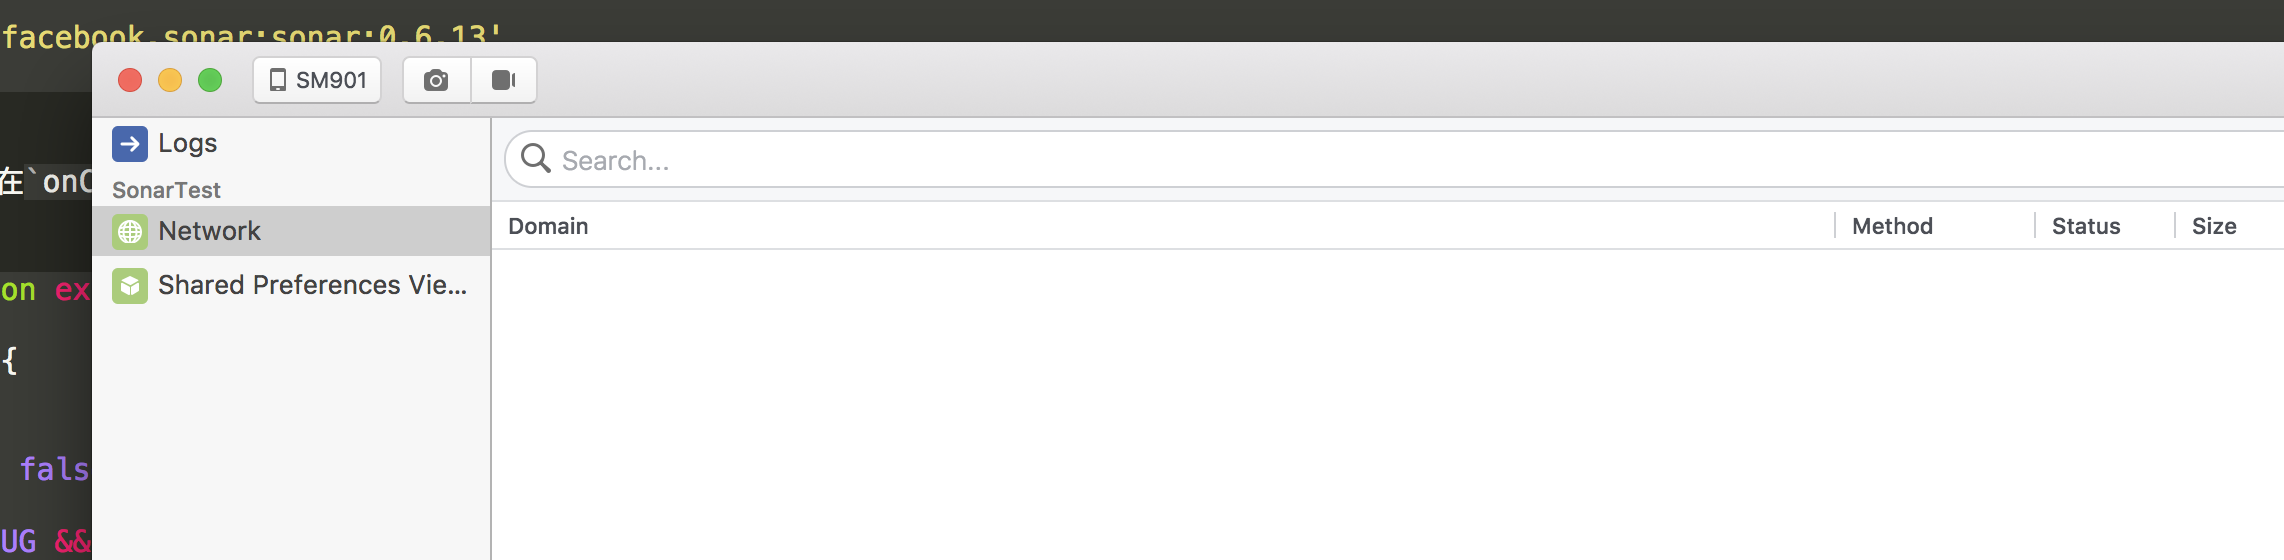 facebook.sonar:sonar:0.6.13'
SM901
Logs
Search...
在`onC
SonarTest
Network
Domain
Method
Status
Size
on ex
Shared Preferences Vie...
{
fals
UG &&